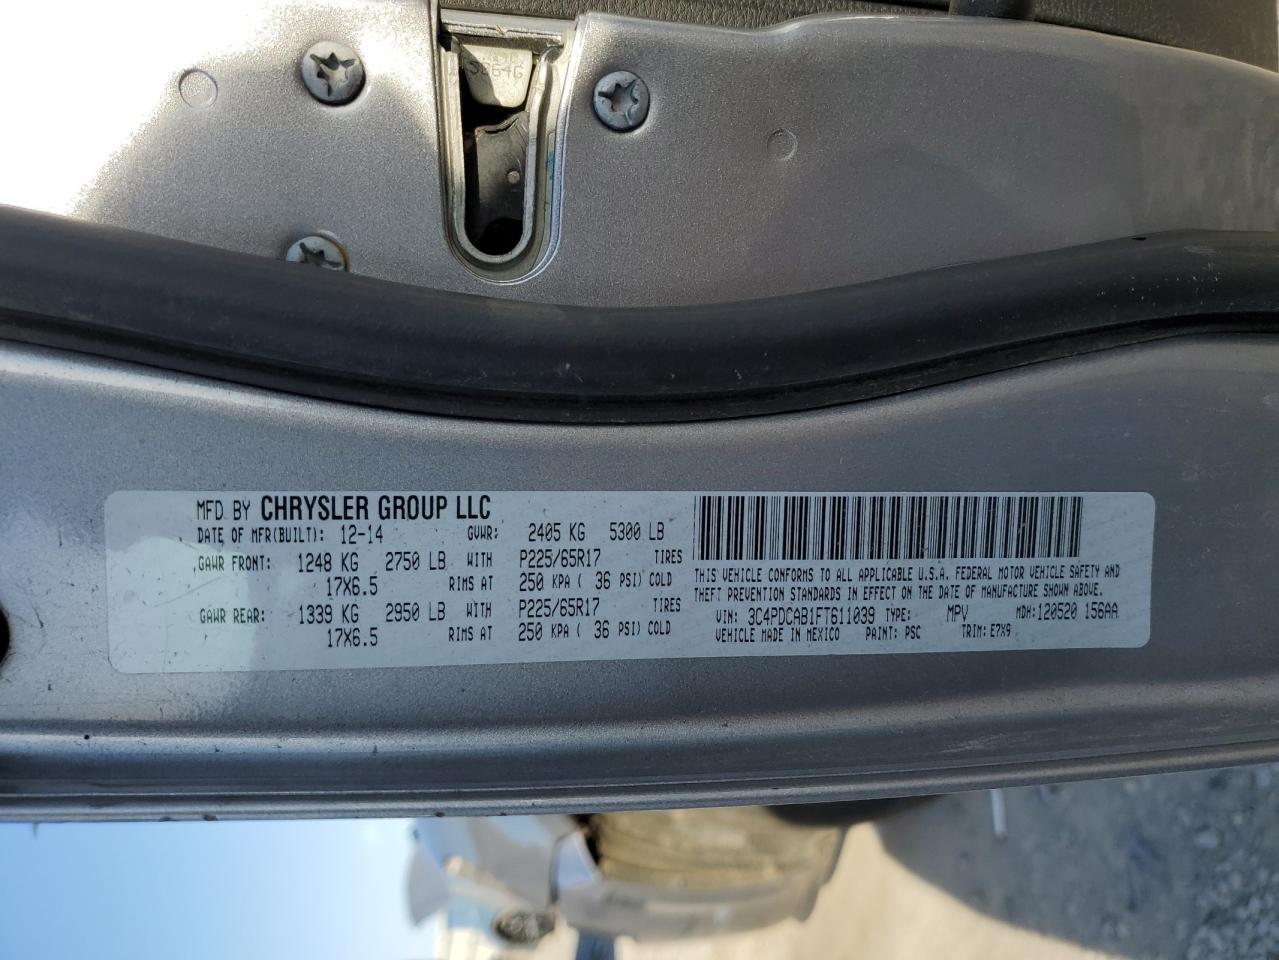 MFD BY CHRYSLER GROUP LLC
DATE OF MFR(BUILT): 12-14 GVWR: 2405 KG 5300 LB
GAWR FRONT: 1248 KG 2750 LB WITH P225/65R17 TIRES
17X6.5 RIMS AT 250 KPA ( 36 PSI) COLD
GAWR REAR: 1339 KG 2950 LB WITH P225/65R17 TIRES
17X6.5 RIMS AT 250 KPA ( 36 PSI) COLD
THIS VEHICLE CONFORMS TO ALL APPLICABLE U.S.A. FEDERAL MOTOR VEHICLE SAFETY AND
THEFT PREVENTION STANDARDS IN EFFECT ON THE DATE OF MANUFACTURE SHOWN ABOVE.
VIN: 3C4PDCAB1FT611039 TYPE: MPV MDH:120520 156AA
VEHICLE MADE IN MEXICO PAINT: PSC TRIM: E7X9